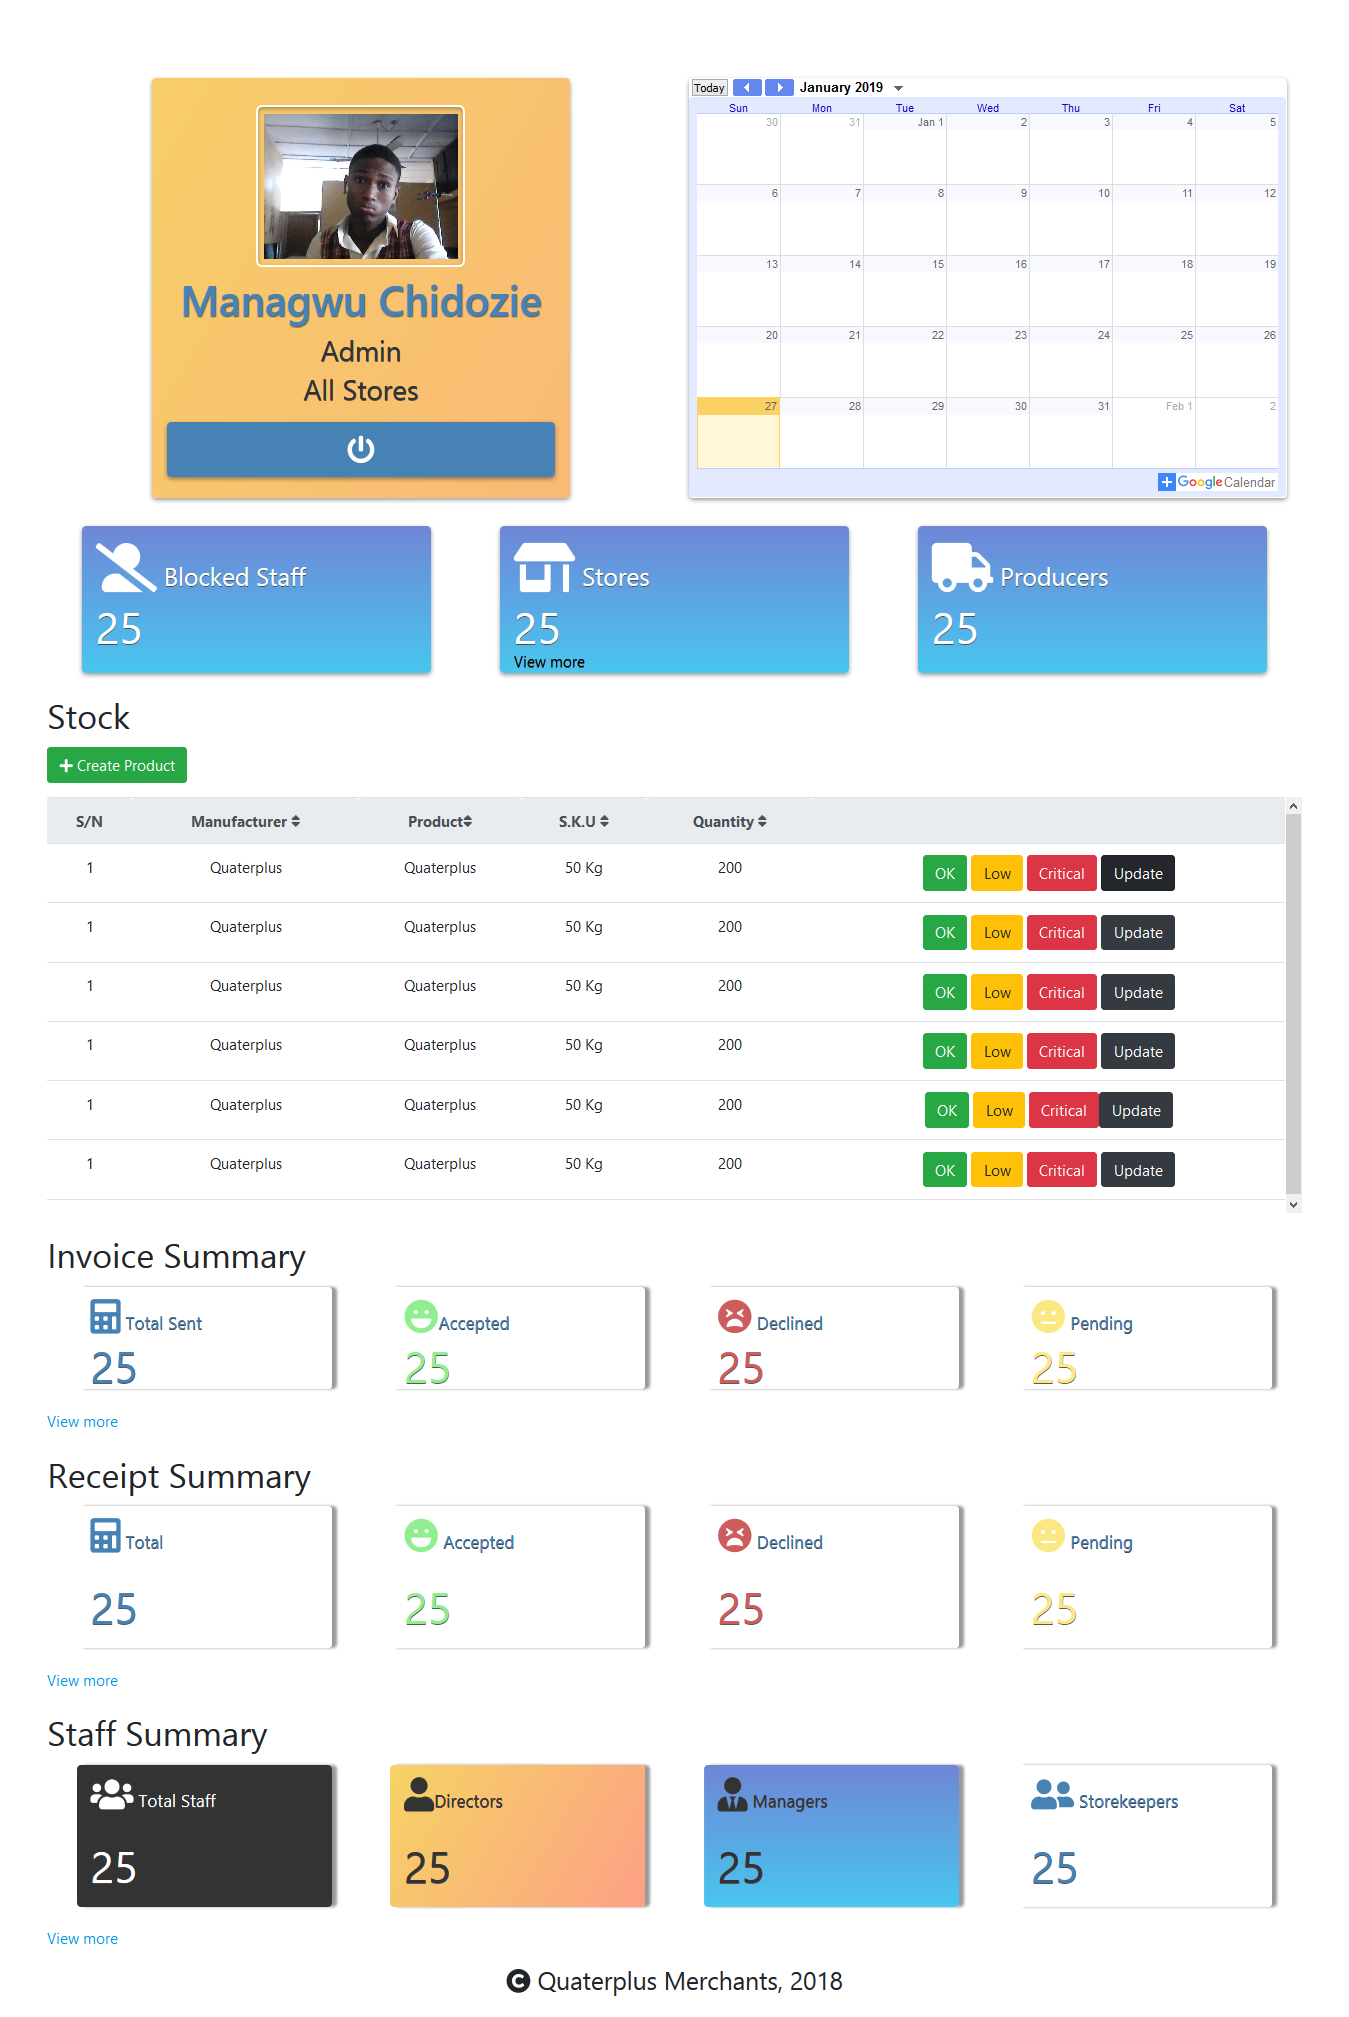 Managwu Chidozie
Admin
All Stores
Today January 2019
Sun Mon Tue Wed Thu Fri Sat
30 31 Jan 1 2 3 4 5
6 7 8 9 10 11 12
13 14 15 16 17 18 19
20 21 22 23 24 25 26
27 28 29 30 31 Feb 1 2
Google Calendar
Blocked Staff
25
Stores
25
View more
Producers
25
Stock
Create Product
S/N Manufacturer Product S.K.U Quantity
1 Quaterplus Quaterplus 50 Kg 200 OK Low Critical Update
1 Quaterplus Quaterplus 50 Kg 200 OK Low Critical Update
1 Quaterplus Quaterplus 50 Kg 200 OK Low Critical Update
1 Quaterplus Quaterplus 50 Kg 200 OK Low Critical Update
1 Quaterplus Quaterplus 50 Kg 200 OK Low Critical Update
1 Quaterplus Quaterplus 50 Kg 200 OK Low Critical Update
Invoice Summary
Total Sent
25
Accepted
25
Declined
25
Pending
25
View more
Receipt Summary
Total
25
Accepted
25
Declined
25
Pending
25
View more
Staff Summary
Total Staff
25
Directors
25
Managers
25
Storekeepers
25
View more
© Quaterplus Merchants, 2018